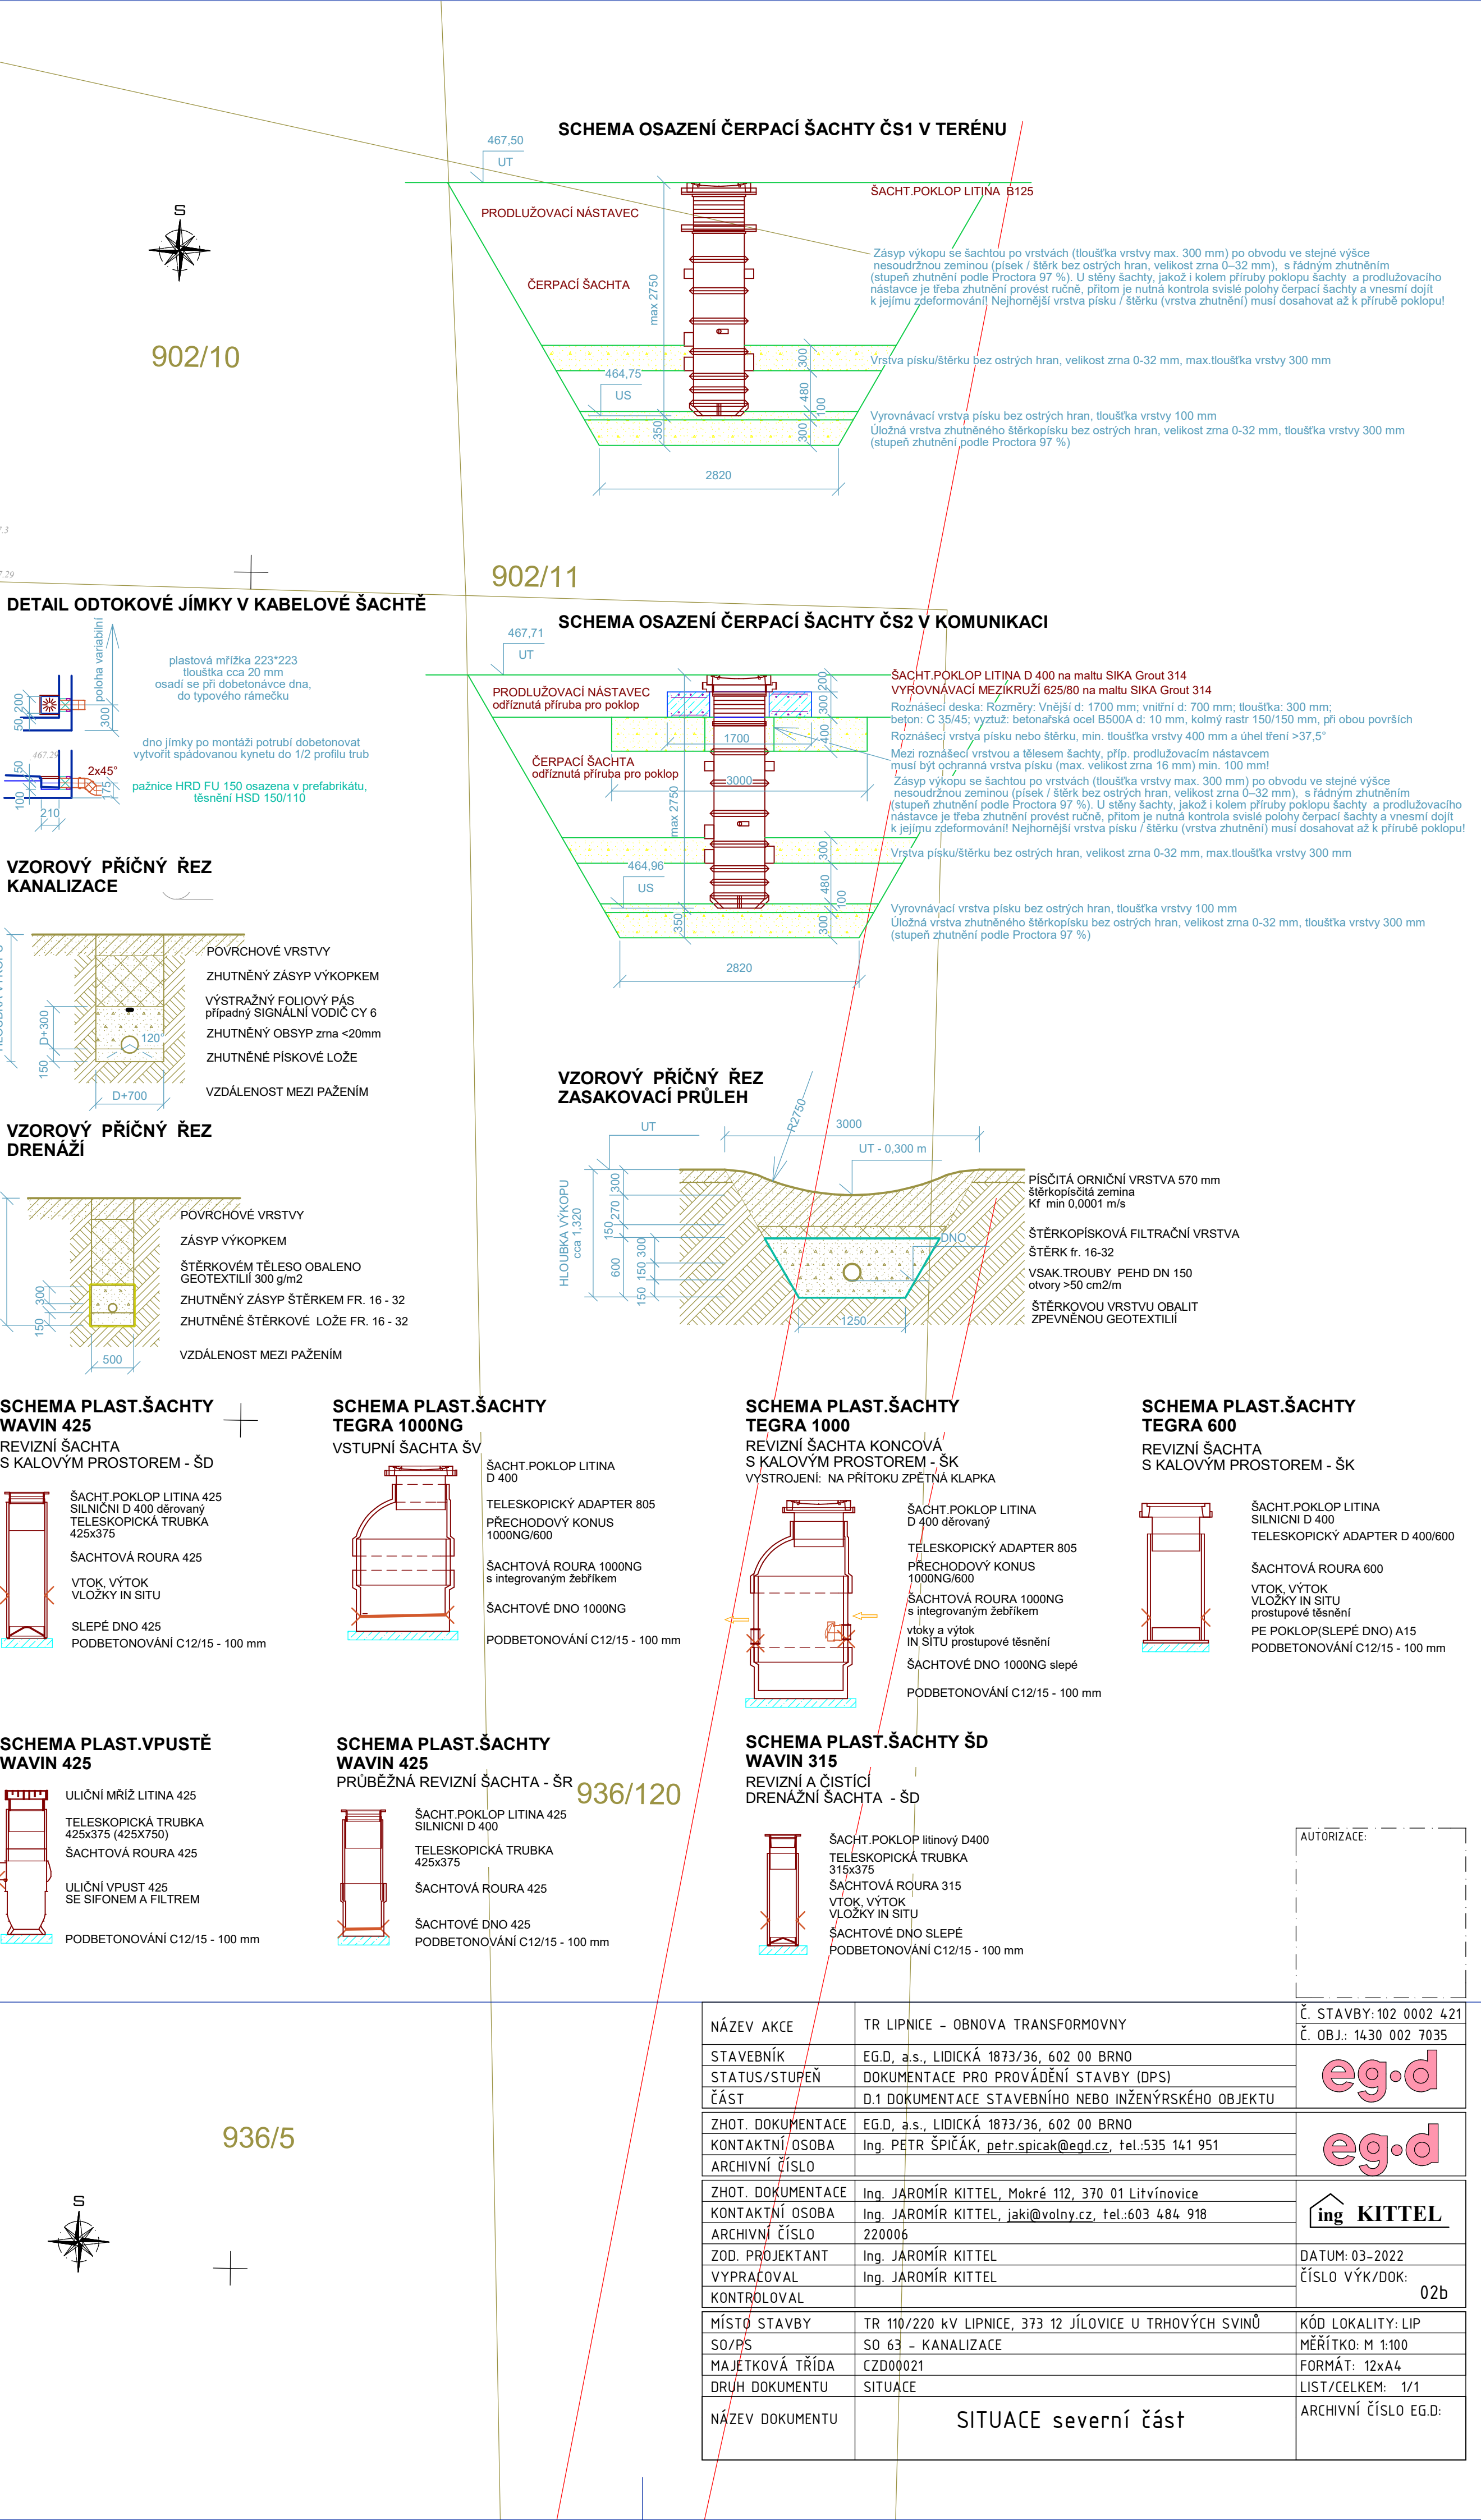 SCHEMA OSAZENÍ ČERPACÍ ŠACHTY ČS1 V TERÉNU
467,50
UT
ŠACHT.POKLOP LITINA B125
PRODLUŽOVACÍ NÁSTAVEC
ČERPACÍ ŠACHTA
max 2750
S
902/10
Zásyp výkopu se šachtou po vrstvách (tloušťka vrstvy max. 300 mm) po obvodu ve stejné výšce
nesoudržnou zeminou (písek / štěrk bez ostrých hran, velikost zrna 0–32 mm), s řádným zhutněním
(stupeň zhutnění podle Proctora 97 %). U stěny šachty, jakož i kolem příruby poklopu šachty a prodlužovacího
nástavce je třeba zhutnění provést ručně, přitom je nutná kontrola svislé polohy čerpací šachty a vnesmí dojít
k jejímu zdeformování! Nejhornější vrstva písku / štěrku (vrstva zhutnění) musí dosahovat až k přírubě poklopu!
Vrstva písku/štěrku bez ostrých hran, velikost zrna 0-32 mm, max.tloušťka vrstvy 300 mm
464,75
US
300
480
100
350
300
2820
Vyrovnávací vrstva písku bez ostrých hran, tloušťka vrstvy 100 mm
Úložná vrstva zhutněného štěrkopísku bez ostrých hran, velikost zrna 0-32 mm, tloušťka vrstvy 300 mm
(stupeň zhutnění podle Proctora 97 %)
902/11
DETAIL ODTOKOVÉ JÍMKY V KABELOVÉ ŠACHTĚ
poloha variabilní
200
50
300
plastová mřížka 223*223
tlouštka cca 20 mm
osadí se při dobetonávce dna,
do typového rámečku
dno jímky po montáži potrubí dobetonovat
vytvořit spádovanou kynetu do 1/2 profilu trub
467.29
50
2x45°
175
100
210
pažnice HRD FU 150 osazena v prefabrikátu,
těsnění HSD 150/110
SCHEMA OSAZENÍ ČERPACÍ ŠACHTY ČS2 V KOMUNIKACI
467,71
UT
PRODLUŽOVACÍ NÁSTAVEC
odříznutá příruba pro poklop
ČERPACÍ ŠACHTA
odříznutá příruba pro poklop
200
300
400
1700
3000
max 2750
ŠACHT.POKLOP LITINA D 400 na maltu SIKA Grout 314
VYROVNÁVACÍ MEZIKRUŽÍ 625/80 na maltu SIKA Grout 314
Roznášecí deska: Rozměry: Vnější d: 1700 mm; vnitřní d: 700 mm; tloušťka: 300 mm;
beton: C 35/45; vyztuž: betonařská ocel B500A d: 10 mm, kolmý rastr 150/150 mm, při obou površích
Roznášecí vrstva písku nebo štěrku, min. tloušťka vrstvy 400 mm a úhel tření >37,5°
Mezi roznášecí vrstvou a tělesem šachty, příp. prodlužovacím nástavcem
musí být ochranná vrstva písku (max. velikost zrna 16 mm) min. 100 mm!
Zásyp výkopu se šachtou po vrstvách (tloušťka vrstvy max. 300 mm) po obvodu ve stejné výšce
nesoudržnou zeminou (písek / štěrk bez ostrých hran, velikost zrna 0–32 mm), s řádným zhutněním
(stupeň zhutnění podle Proctora 97 %). U stěny šachty, jakož i kolem příruby poklopu šachty a prodlužovacího
nástavce je třeba zhutnění provést ručně, přitom je nutná kontrola svislé polohy čerpací šachty a vnesmí dojít
k jejímu zdeformování! Nejhornější vrstva písku / štěrku (vrstva zhutnění) musí dosahovat až k přírubě poklopu!
Vrstva písku/štěrku bez ostrých hran, velikost zrna 0-32 mm, max.tloušťka vrstvy 300 mm
464,96
US
300
480
100
350
300
2820
Vyrovnávací vrstva písku bez ostrých hran, tloušťka vrstvy 100 mm
Úložná vrstva zhutněného štěrkopísku bez ostrých hran, velikost zrna 0-32 mm, tloušťka vrstvy 300 mm
(stupeň zhutnění podle Proctora 97 %)
VZOROVÝ PŘÍČNÝ ŘEZ
KANALIZACE
POVRCHOVÉ VRSTVY
ZHUTNĚNÝ ZÁSYP VÝKOPKEM
VÝSTRAŽNÝ FOLIOVÝ PÁS
případný SIGNÁLNÍ VODIČ CY 6
ZHUTNĚNÝ OBSYP zrna <20mm
ZHUTNĚNÉ PÍSKOVÉ LOŽE
VZDÁLENOST MEZI PAŽENÍM
D+300
150
120°
D+700
VZOROVÝ PŘÍČNÝ ŘEZ
DRENÁŽÍ
POVRCHOVÉ VRSTVY
ZÁSYP VÝKOPKEM
ŠTĚRKOVÉM TĚLESO OBALENO
GEOTEXTILIÍ 300 g/m2
ZHUTNĚNÝ ZÁSYP ŠTĚRKEM FR. 16 - 32
ZHUTNĚNÉ ŠTĚRKOVÉ LOŽE FR. 16 - 32
VZDÁLENOST MEZI PAŽENÍM
300
150
500
VZOROVÝ PŘÍČNÝ ŘEZ
ZASAKOVACÍ PRŮLEH
UT
R2750
3000
UT - 0,300 m
HLOUBKA VÝKOPU
cca 1,320
300
270
150
600
300
150
150
DNO
1250
PÍSČITÁ ORNIČNÍ VRSTVA 570 mm
štěrkopísčitá zemina
Kf min 0,0001 m/s
ŠTĚRKOPÍSKOVÁ FILTRAČNÍ VRSTVA
ŠTĚRK fr. 16-32
VSAK.TROUBY PEHD DN 150
otvory >50 cm2/m
ŠTĚRKOVOU VRSTVU OBALIT
ZPEVNĚNOU GEOTEXTILIÍ
SCHEMA PLAST.ŠACHTY
WAVIN 425
REVIZNÍ ŠACHTA
S KALOVÝM PROSTOREM - ŠD
ŠACHT.POKLOP LITINA 425
SILNIČNI D 400 děrovaný
TELESKOPICKÁ TRUBKA
425x375
ŠACHTOVÁ ROURA 425
VTOK, VÝTOK
VLOŽKY IN SITU
SLEPÉ DNO 425
PODBETONOVÁNÍ C12/15 - 100 mm
SCHEMA PLAST.ŠACHTY
TEGRA 1000NG
VSTUPNÍ ŠACHTA ŠV
ŠACHT.POKLOP LITINA
D 400
TELESKOPICKÝ ADAPTER 805
PŘECHODOVÝ KONUS
1000NG/600
ŠACHTOVÁ ROURA 1000NG
s integrovaným žebříkem
ŠACHTOVÉ DNO 1000NG
PODBETONOVÁNÍ C12/15 - 100 mm
SCHEMA PLAST.ŠACHTY
TEGRA 1000
REVIZNÍ ŠACHTA KONCOVÁ
S KALOVÝM PROSTOREM - ŠK
VYSTROJENÍ: NA PŘÍTOKU ZPĚTNÁ KLAPKA
ŠACHT.POKLOP LITINA
D 400 děrovaný
TELESKOPICKÝ ADAPTER 805
PŘECHODOVÝ KONUS
1000NG/600
ŠACHTOVÁ ROURA 1000NG
s integrovaným žebříkem
vtoky a výtok
IN SITU prostupové těsnění
ŠACHTOVÉ DNO 1000NG slepé
PODBETONOVÁNÍ C12/15 - 100 mm
SCHEMA PLAST.ŠACHTY
TEGRA 600
REVIZNÍ ŠACHTA
S KALOVÝM PROSTOREM - ŠK
ŠACHT.POKLOP LITINA
SILNICNI D 400
TELESKOPICKÝ ADAPTER D 400/600
ŠACHTOVÁ ROURA 600
VTOK, VÝTOK
VLOŽKY IN SITU
prostupové těsnění
PE POKLOP(SLEPÉ DNO) A15
PODBETONOVÁNÍ C12/15 - 100 mm
SCHEMA PLAST.VPUSTĚ
WAVIN 425
ULIČNÍ MŘÍŽ LITINA 425
TELESKOPICKÁ TRUBKA
425x375 (425X750)
ŠACHTOVÁ ROURA 425
ULIČNÍ VPUST 425
SE SIFONEM A FILTREM
PODBETONOVÁNÍ C12/15 - 100 mm
SCHEMA PLAST.ŠACHTY
WAVIN 425
PRŮBĚŽNÁ REVIZNÍ ŠACHTA - ŠR
936/120
ŠACHT.POKLOP LITINA 425
SILNICNI D 400
TELESKOPICKÁ TRUBKA
425x375
ŠACHTOVÁ ROURA 425
ŠACHTOVÉ DNO 425
PODBETONOVÁNÍ C12/15 - 100 mm
SCHEMA PLAST.ŠACHTY ŠD
WAVIN 315
REVIZNÍ A ČISTÍCÍ
DRENÁŽNÍ ŠACHTA - ŠD
ŠACHT.POKLOP litinový D400
TELESKOPICKÁ TRUBKA
315x375
ŠACHTOVÁ ROURA 315
VTOK, VÝTOK
VLOŽKY IN SITU
ŠACHTOVÉ DNO SLEPÉ
PODBETONOVÁNÍ C12/15 - 100 mm
AUTORIZACE:
936/5
S
NÁZEV AKCE TR LIPNICE - OBNOVA TRANSFORMOVNY
Č. STAVBY: 102 0002 421
Č. OBJ.: 1430 002 7035
STAVEBNÍK EG.D, a.s., LIDICKÁ 1873/36, 602 00 BRNO
STATUS/STUPEŇ DOKUMENTACE PRO PROVÁDĚNÍ STAVBY (DPS)
ČÁST D.1 DOKUMENTACE STAVEBNÍHO NEBO INŽENÝRSKÉHO OBJEKTU
eg·d
ZHOT. DOKUMENTACE EG.D, a.s., LIDICKÁ 1873/36, 602 00 BRNO
KONTAKTNÍ OSOBA Ing. PETR ŠPIČÁK, petr.spicak@egd.cz, tel.:535 141 951
ARCHIVNÍ ČÍSLO
eg·d
ZHOT. DOKUMENTACE Ing. JAROMÍR KITTEL, Mokré 112, 370 01 Litvínovice
KONTAKTNÍ OSOBA Ing. JAROMÍR KITTEL, jaki@volny.cz, tel.:603 484 918
ARCHIVNÍ ČÍSLO 220006
ing KITTEL
ZOD. PROJEKTANT Ing. JAROMÍR KITTEL DATUM: 03-2022
VYPRACOVAL Ing. JAROMÍR KITTEL ČÍSLO VÝK/DOK:
KONTROLOVAL 02b
MÍSTO STAVBY TR 110/220 kV LIPNICE, 373 12 JÍLOVICE U TRHOVÝCH SVINŮ KÓD LOKALITY: LIP
SO/PS SO 63 - KANALIZACE MĚŘÍTKO: M 1:100
MAJETKOVÁ TŘÍDA CZD00021 FORMÁT: 12xA4
DRUH DOKUMENTU SITUACE LIST/CELKEM: 1/1
NÁZEV DOKUMENTU SITUACE severní část ARCHIVNÍ ČÍSLO EG.D: